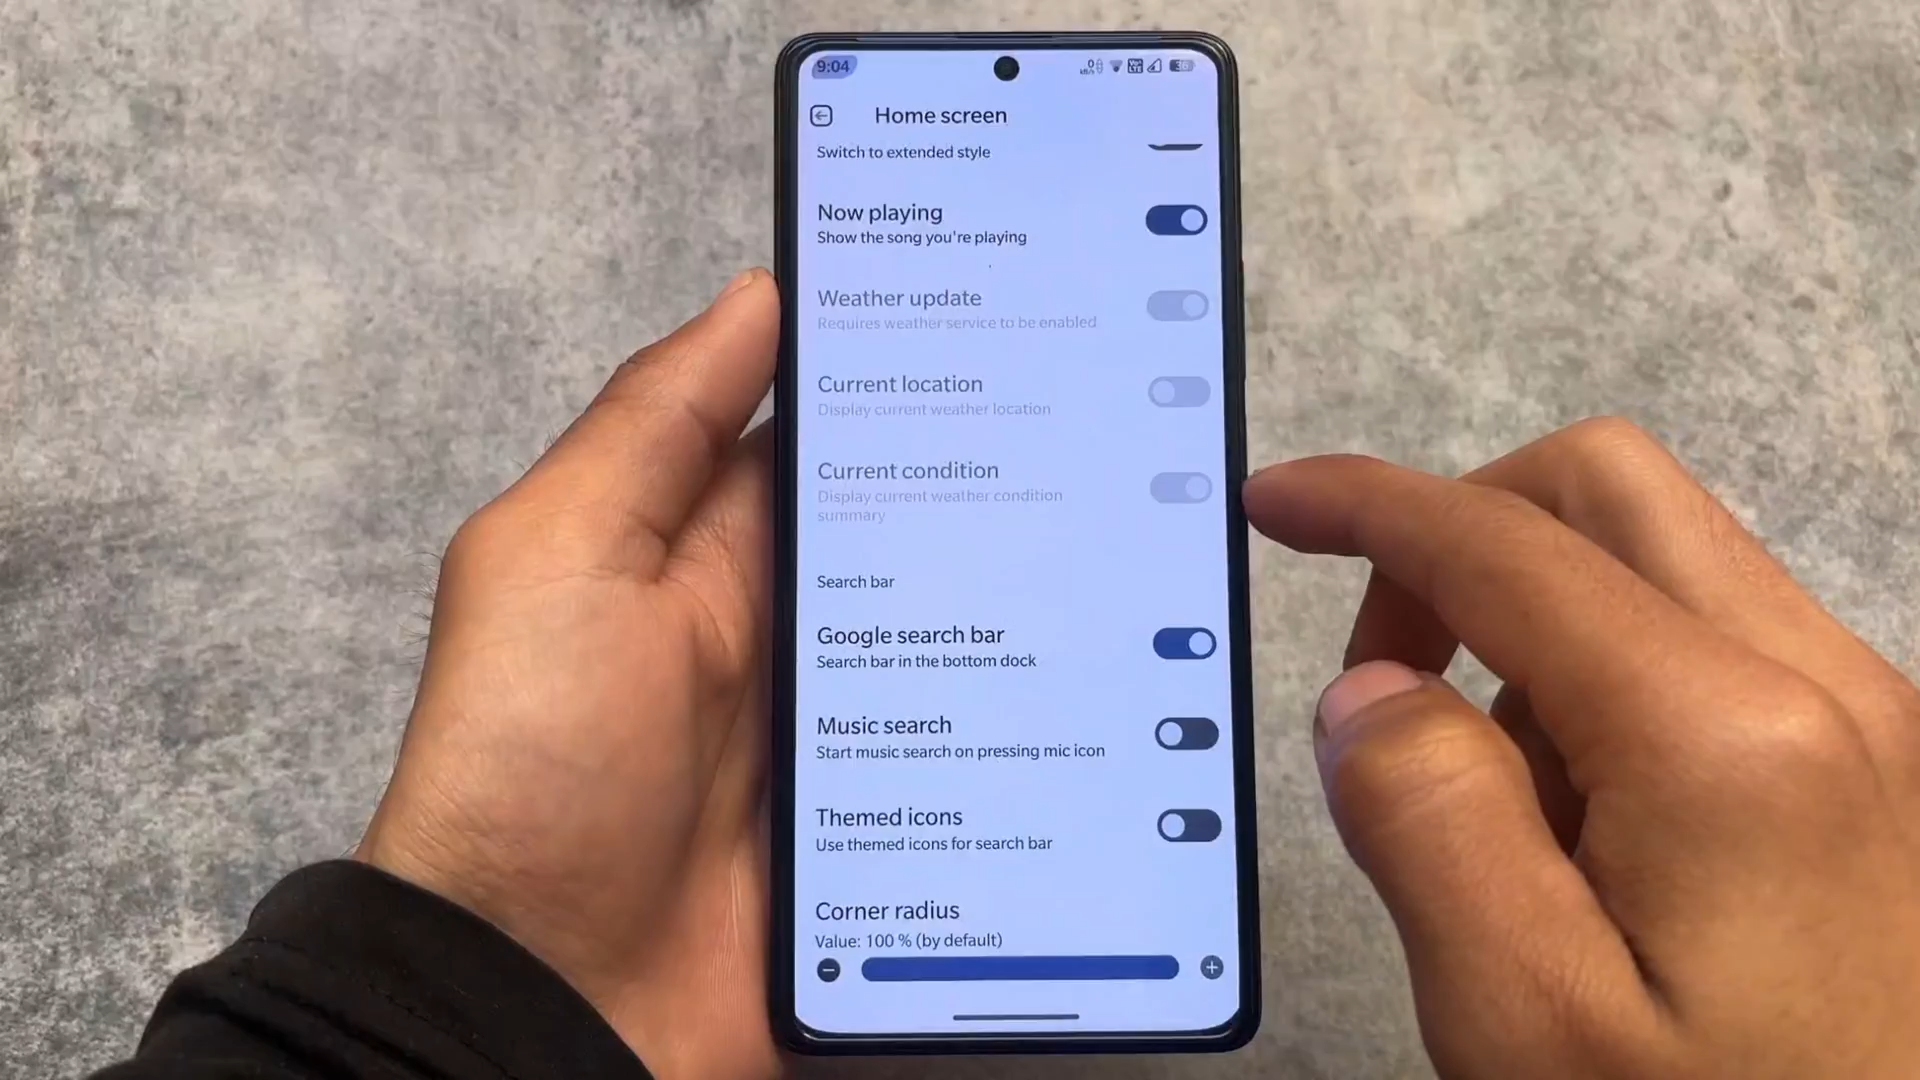 9:04
36
Home screen
Switch to extended style
Now playing
Show the song you're playing
Weather update
Requires weather service to be enabled
Current location
Display current weather location
Current condition
Display current weather condition
summary
Search bar
Google search bar
Search bar in the bottom dock
Music search
Start music search on pressing mic icon
Themed icons
Use themed icons for search bar
Corner radius
Value: 100 % (by default)